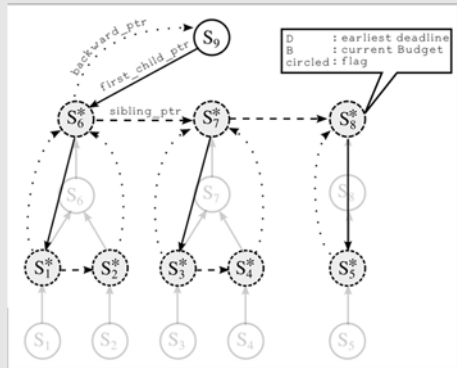 backward_ptr
S9
first_child_ptr
D : earliest deadline
B : current Budget
circled : flag
sibling_ptr
S*6
S*7
S*8
S6
S7
S8
S*1
S*2
S*3
S*4
S*5
S1
S2
S3
S4
S5